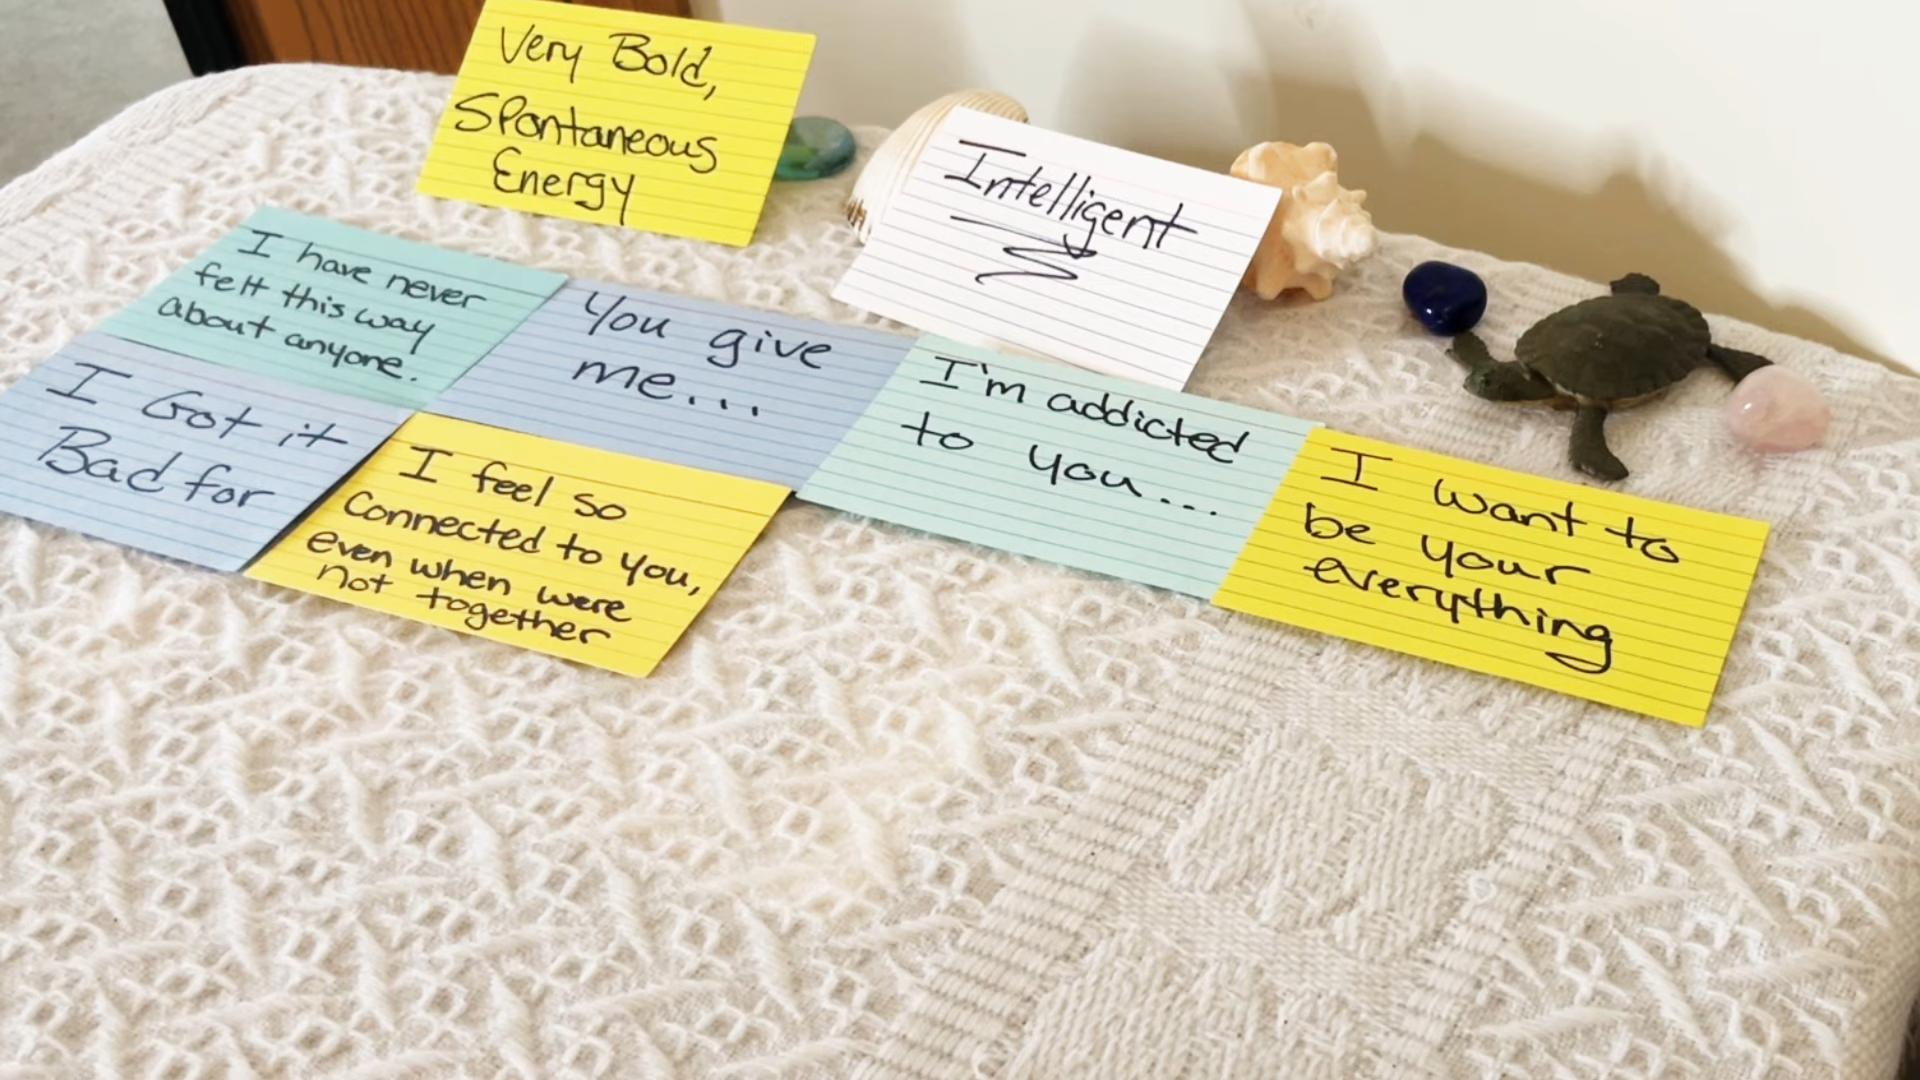 Very Bold,
Spontaneous
Energy
Intelligent
I have never
felt this way
about anyone.
You give
me...
I'm addicted
to you...
I want to
be your
everything
I Got it
Bad for
I feel so
Connected to you,
even when were
not together